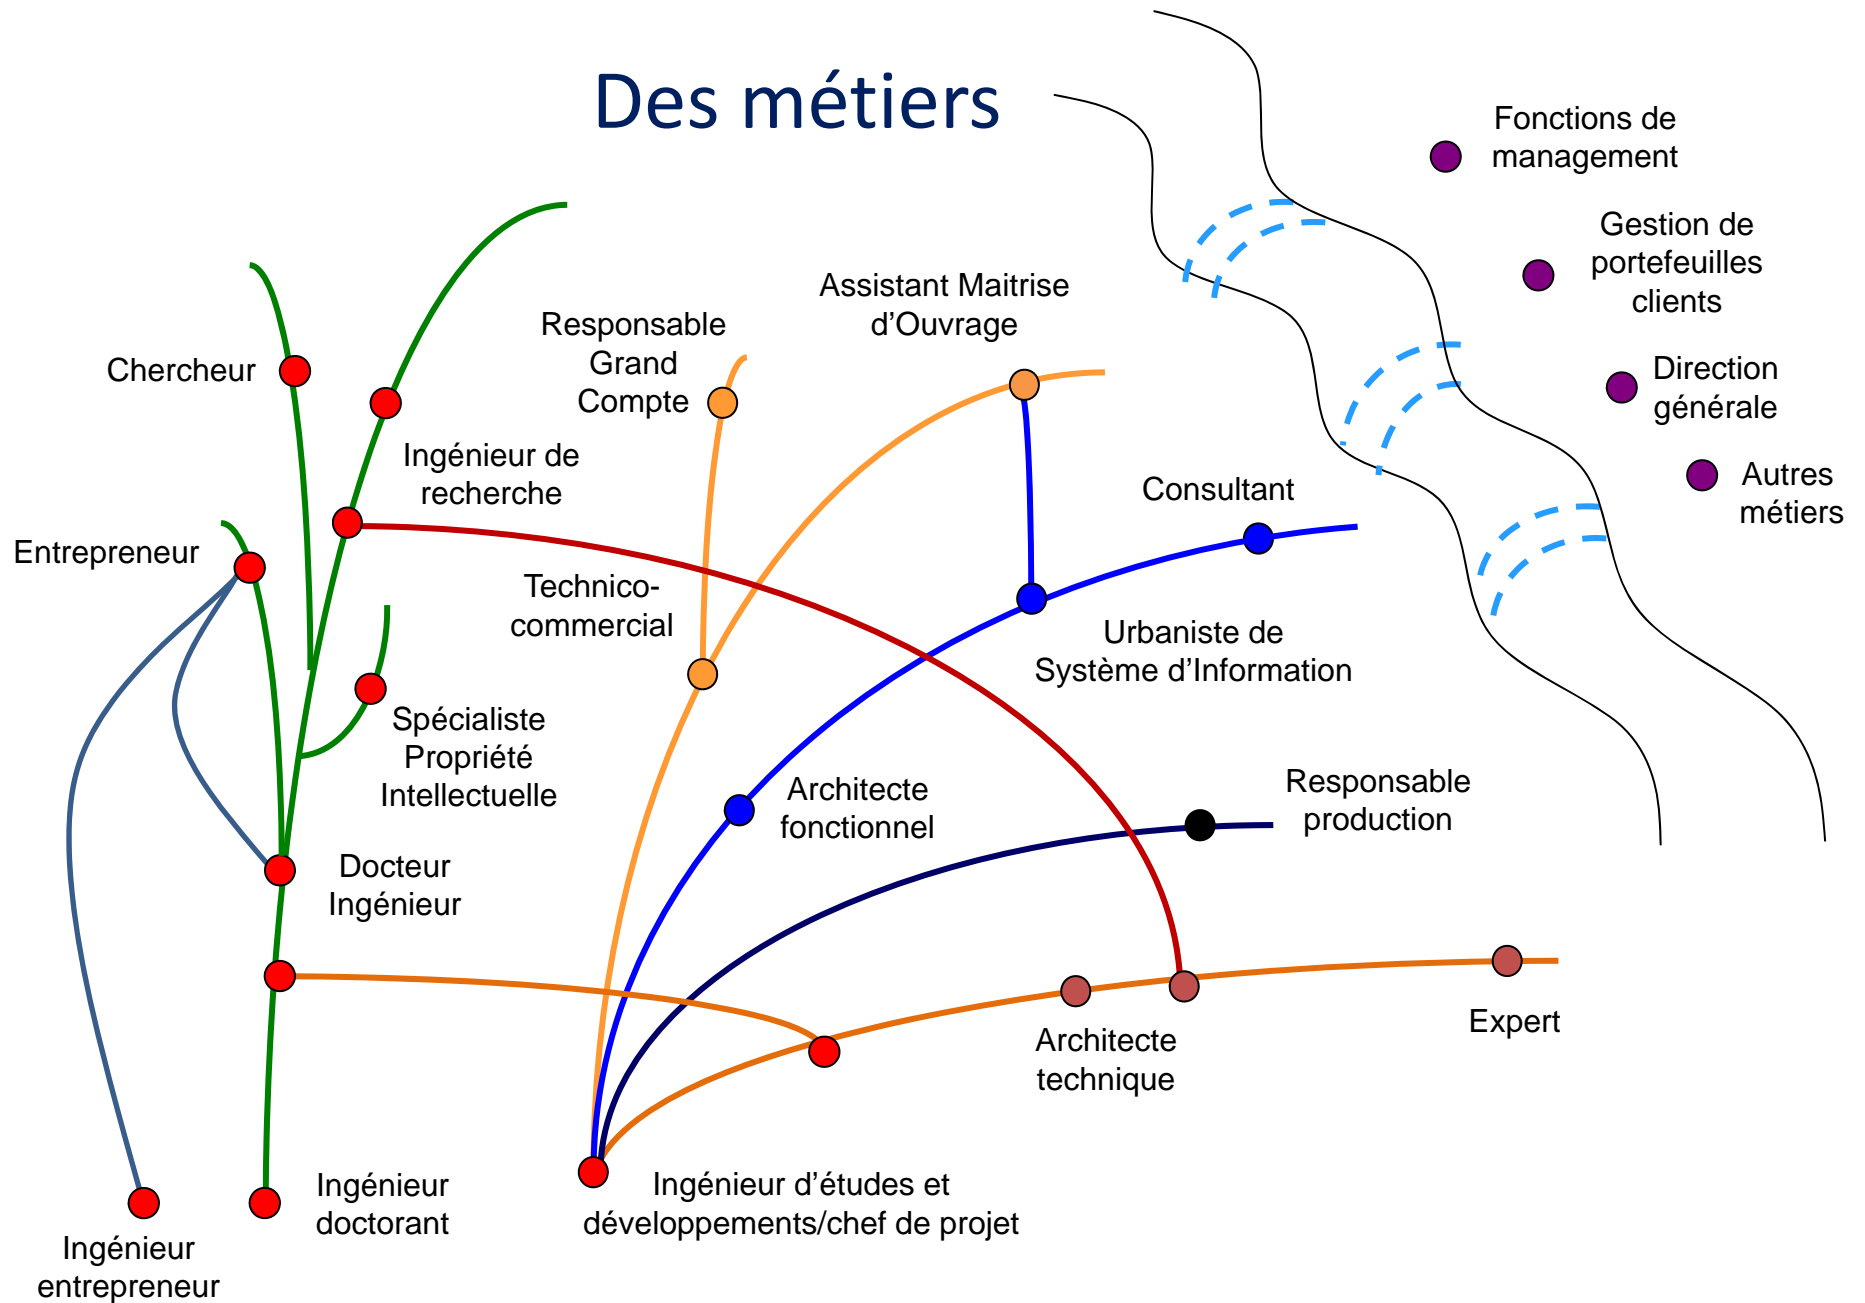 Des métiers
Fonctions de
management
Gestion de
portefeuilles
clients
Direction
générale
Autres
métiers
Assistant Maitrise
d’Ouvrage
Responsable
Grand
Compte
Chercheur
Ingénieur de
recherche
Consultant
Entrepreneur
Technico-
commercial
Urbaniste de
Système d’Information
Spécialiste
Propriété
Intellectuelle
Architecte
fonctionnel
Responsable
production
Docteur
Ingénieur
Expert
Architecte
technique
Ingénieur
doctorant
Ingénieur d’études et
développements/chef de projet
Ingénieur
entrepreneur